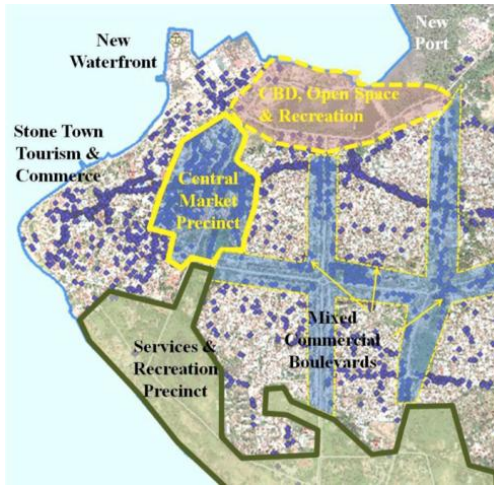 New
Port
New
Waterfront
CBD, Open Space
& Recreation
Stone Town
Tourism &
Commerce
Central
Market
Precinct
Mixed
Commercial
Boulevards
Services &
Recreation
Precinct